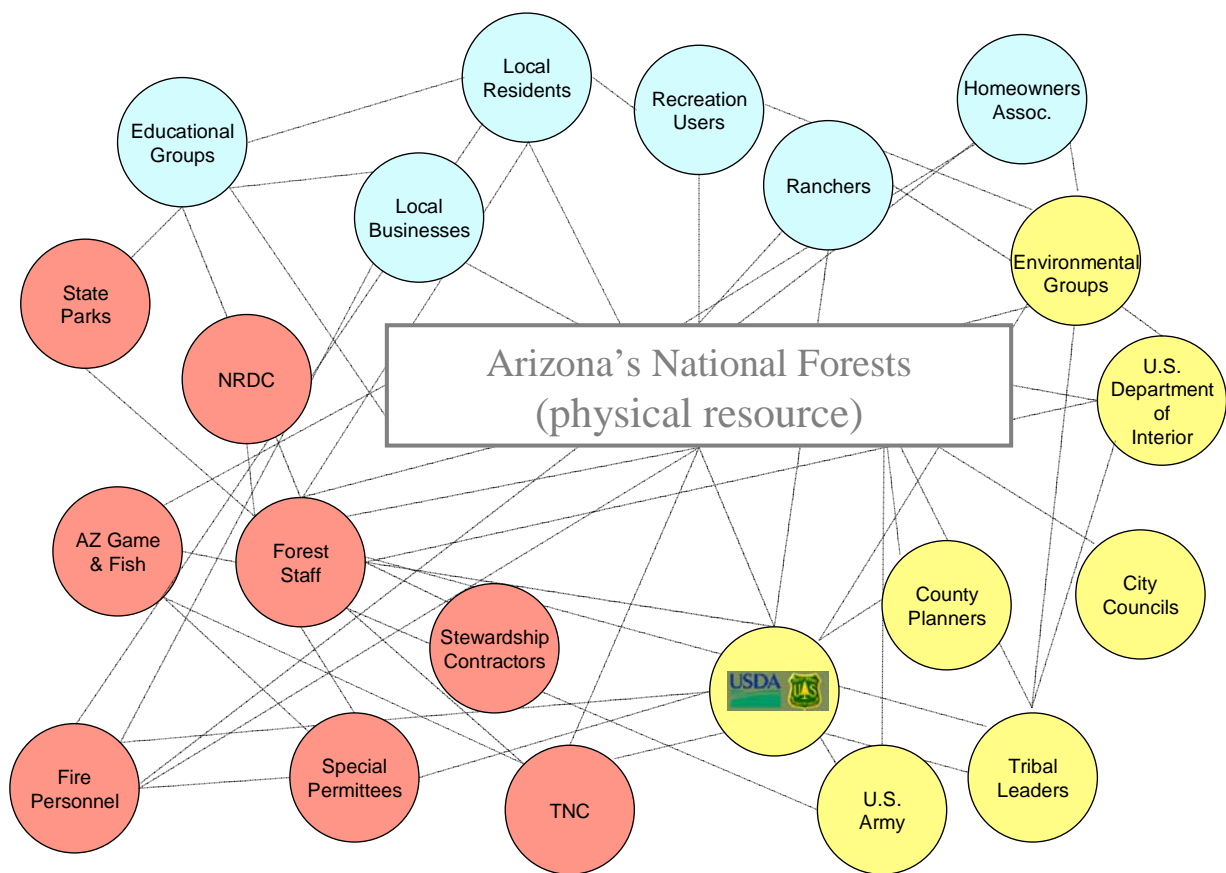 Local
Residents
Recreation
Users
Homeowners
Assoc.
Educational
Groups
Ranchers
Local
Businesses
State
Parks
Environmental
Groups
NRDC
Arizona’s National Forests
(physical resource)
U.S.
Department
of
Interior
AZ Game
& Fish
Forest
Staff
Stewardship
Contractors
County
Planners
City
Councils
USDA
UAS
Fire
Personnel
Special
Permittees
TNC
U.S.
Army
Tribal
Leaders